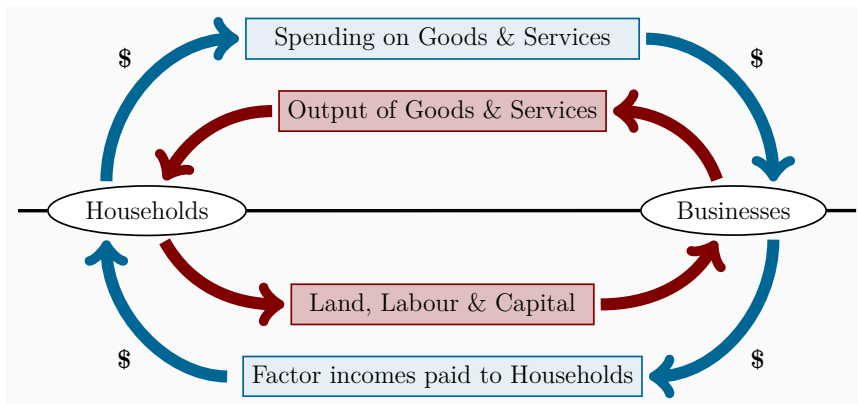 Spending on Goods & Services
$
$
Output of Goods & Services
Households
Businesses
Land, Labour & Capital
$
$
Factor incomes paid to Households